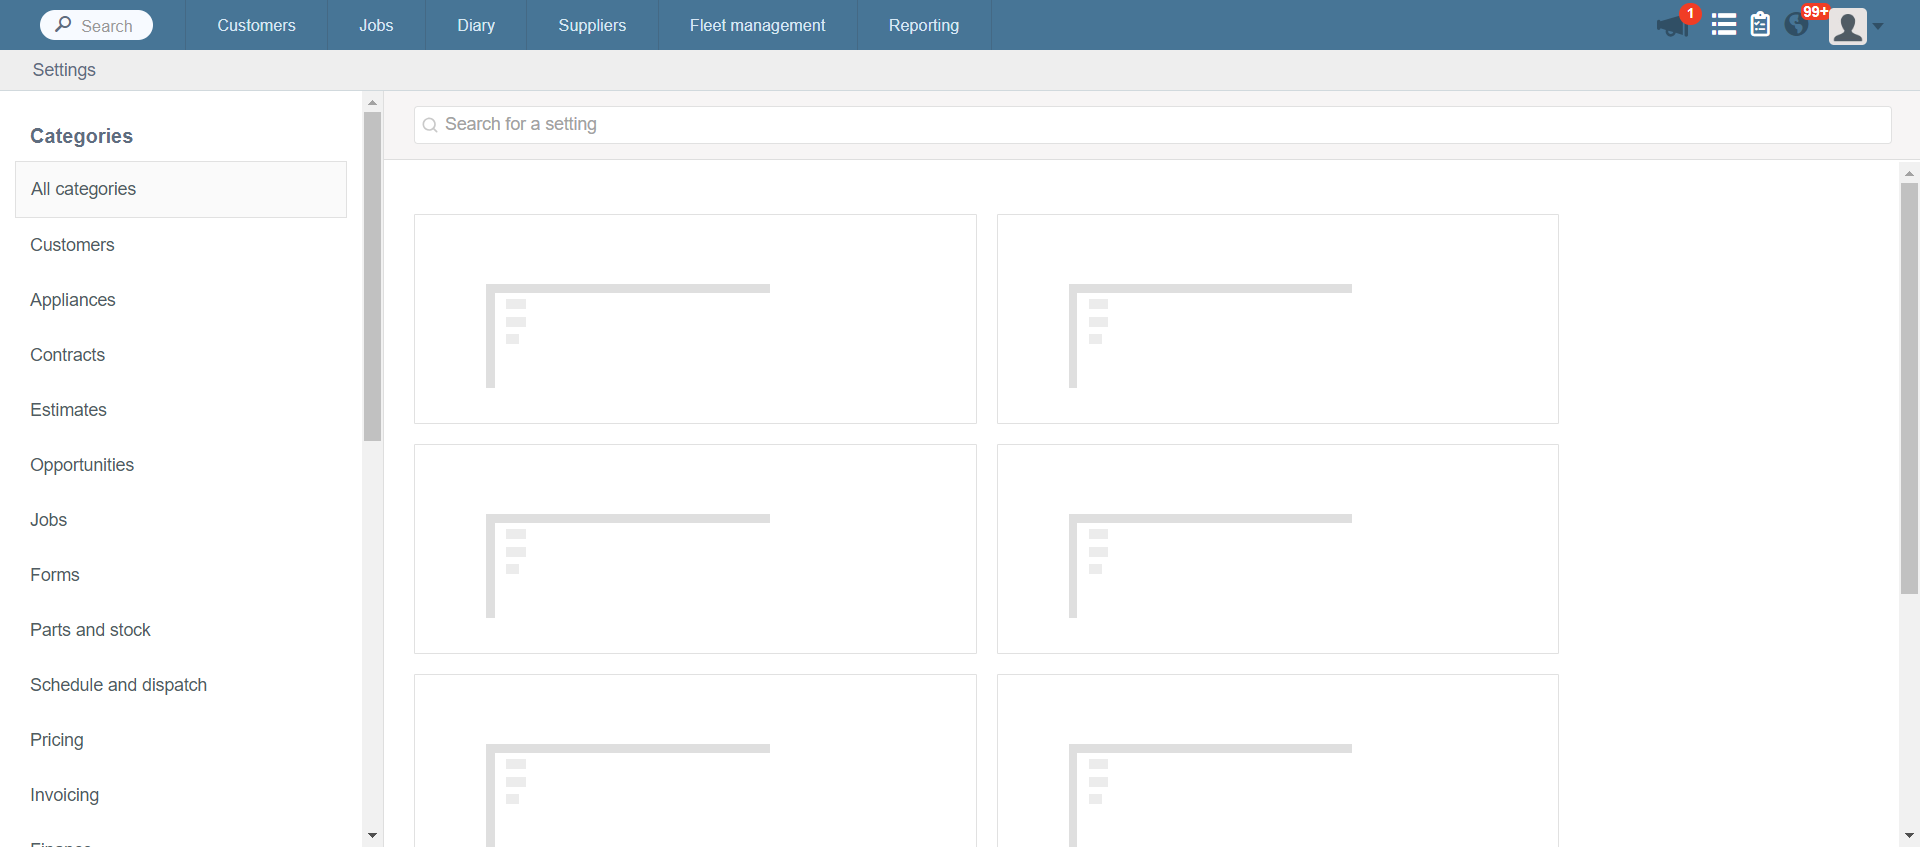 Search
Customers
Jobs
Diary
Suppliers
Fleet management
Reporting
1
99+
Settings
Categories
All categories
Customers
Appliances
Contracts
Estimates
Opportunities
Jobs
Forms
Parts and stock
Schedule and dispatch
Pricing
Invoicing
Search for a setting